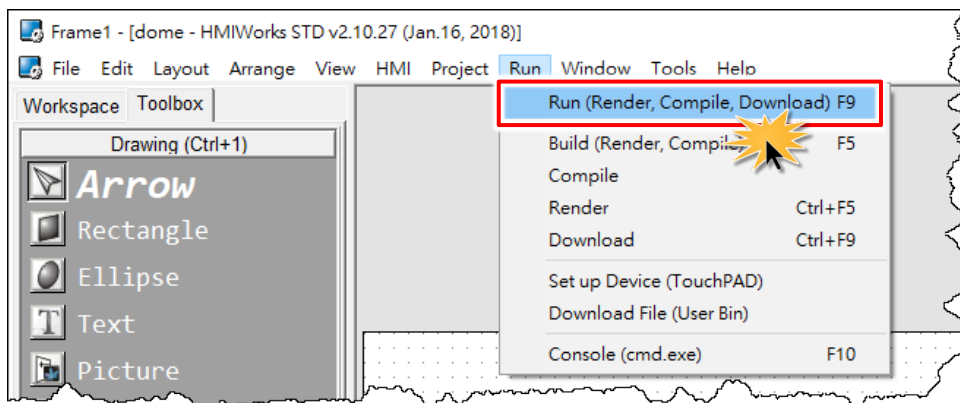 Frame1 - [dome - HMIWorks STD v2.10.27 (Jan.16, 2018)]
File Edit Layout Arrange View HMI Project Run Window Tools Help
Workspace Toolbox
Drawing (Ctrl+1)
Arrow
Rectangle
Ellipse
Text
Picture
Run (Render, Compile, Download) F9
Build (Render, Compile) F5
Compile
Render Ctrl+F5
Download Ctrl+F9
Set up Device (TouchPAD)
Download File (User Bin)
Console (cmd.exe) F10